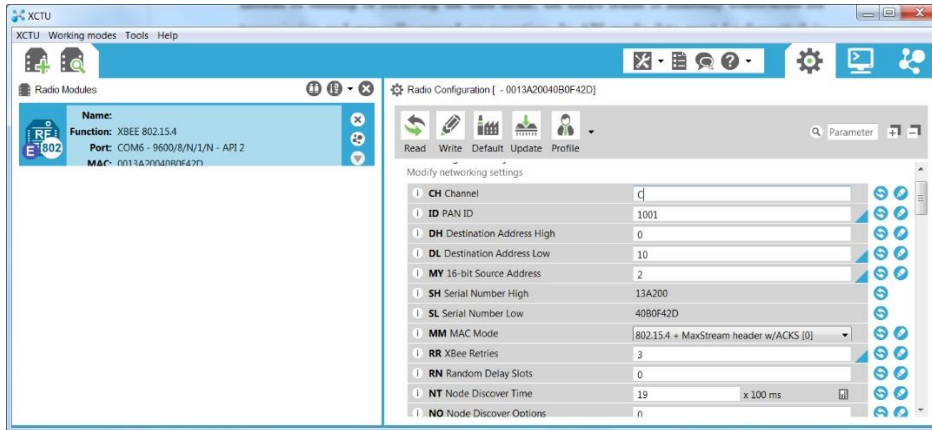 XCTU
XCTU Working modes Tools Help
Radio Modules
Name:
Function: XBEE 802.15.4
Port: COM6 - 9600/8/N/1/N - API 2
MAC: 0013A20040B0F42D
RF
E 802
Radio Configuration [ - 0013A20040B0F42D]
Read Write Default Update Profile
Parameter
Modify networking settings
i CH Channel C
i ID PAN ID 1001
i DH Destination Address High 0
i DL Destination Address Low 10
i MY 16-bit Source Address 2
i SH Serial Number High 13A200
i SL Serial Number Low 40B0F42D
i MM MAC Mode 802.15.4 + MaxStream header w/ACKS [0]
i RR XBee Retries 3
i RN Random Delay Slots 0
i NT Node Discover Time 19 x 100 ms
i NO Node Discover Options 0